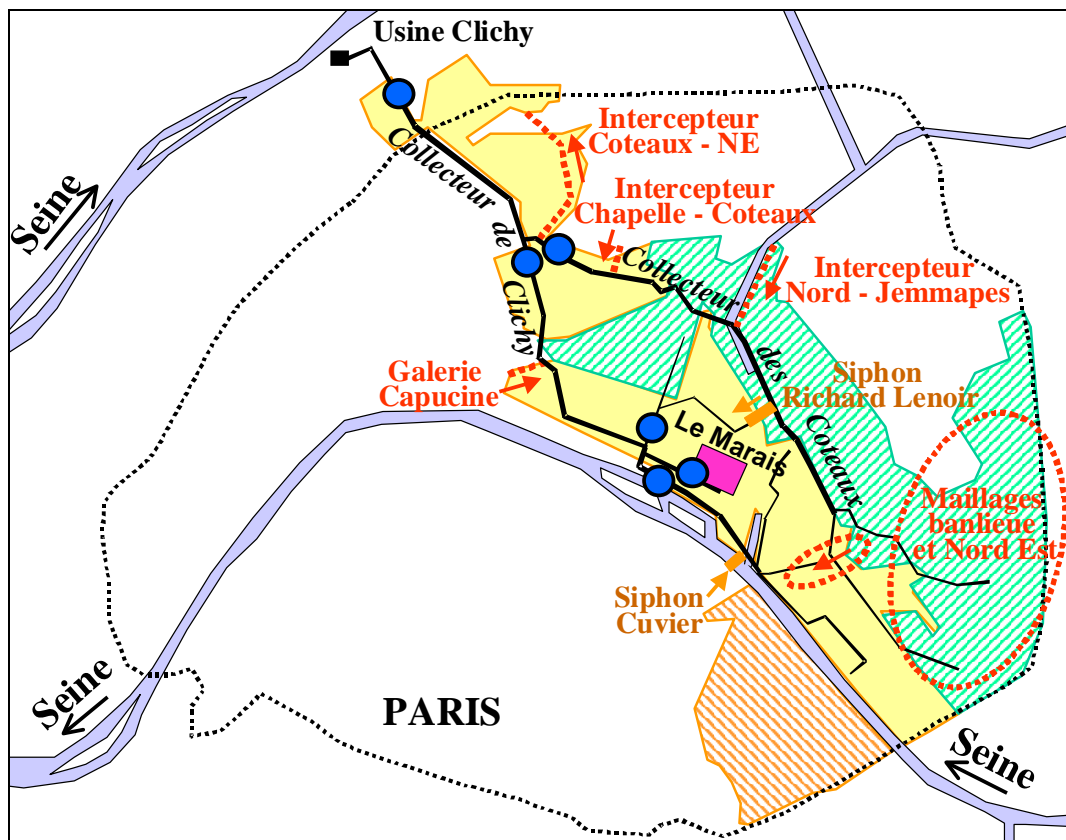 Usine Clichy
Intercepteur
Coteaux - NE
Collecteur de Clichy
Intercepteur
Chapelle - Coteaux
Seine
Collecteur des Coteaux
Intercepteur
Nord - Jemmapes
Galerie
Capucine
Siphon
Richard Lenoir
Le Marais
Maillages
banlieue
et Nord Est
Siphon
Cuvier
Seine
PARIS
Seine